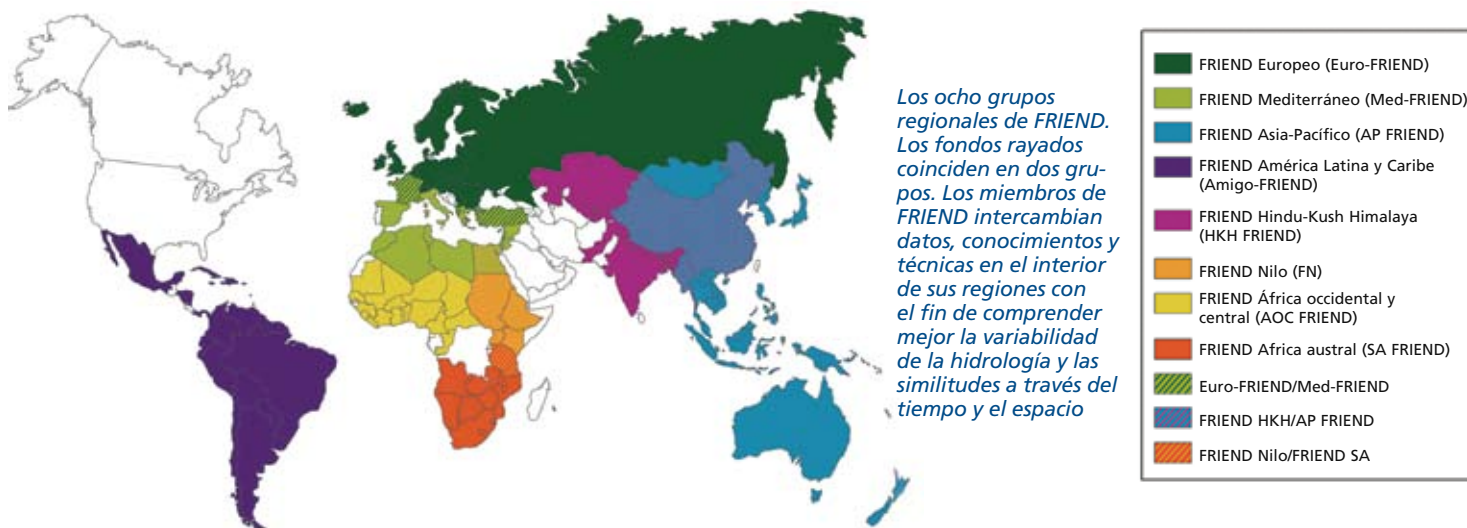 Los ocho grupos
regionales de FRIEND.
Los fondos rayados
coinciden en dos gru-
pos. Los miembros de
FRIEND intercambian
datos, conocimientos y
técnicas en el interior
de sus regiones con
el fin de comprender
mejor la variabilidad
de la hidrología y las
similitudes a través del
tiempo y el espacio
FRIEND Europeo (Euro-FRIEND)
FRIEND Mediterráneo (Med-FRIEND)
FRIEND Asia-Pacífico (AP FRIEND)
FRIEND América Latina y Caribe
(Amigo-FRIEND)
FRIEND Hindu-Kush Himalaya
(HKH FRIEND)
FRIEND Nilo (FN)
FRIEND África occidental y
central (AOC FRIEND)
FRIEND Africa austral (SA FRIEND)
Euro-FRIEND/Med-FRIEND
FRIEND HKH/AP FRIEND
FRIEND Nilo/FRIEND SA